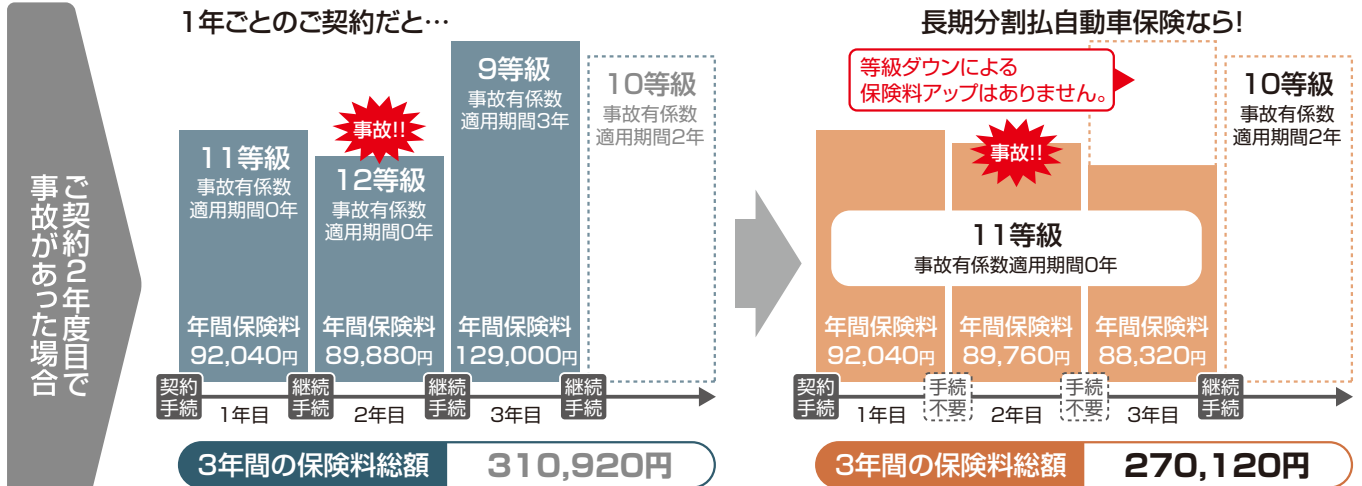 ご契約2年度目で
事故があった場合
1年ごとのご契約だと…
11等級
事故有係数
適用期間0年
年間保険料
92,040円
事故!!
12等級
事故有係数
適用期間0年
年間保険料
89,880円
9等級
事故有係数
適用期間3年
年間保険料
129,000円
10等級
事故有係数
適用期間2年
契約
手続
1年目
継続
手続
2年目
継続
手続
3年目
継続
手続
3年間の保険料総額
310,920円
長期分割払自動車保険なら!
等級ダウンによる
保険料アップはありません。
事故!!
11等級
事故有係数適用期間0年
年間保険料
92,040円
年間保険料
89,760円
年間保険料
88,320円
10等級
事故有係数
適用期間2年
契約
手続
1年目
手続
不要
2年目
手続
不要
3年目
継続
手続
3年間の保険料総額
270,120円